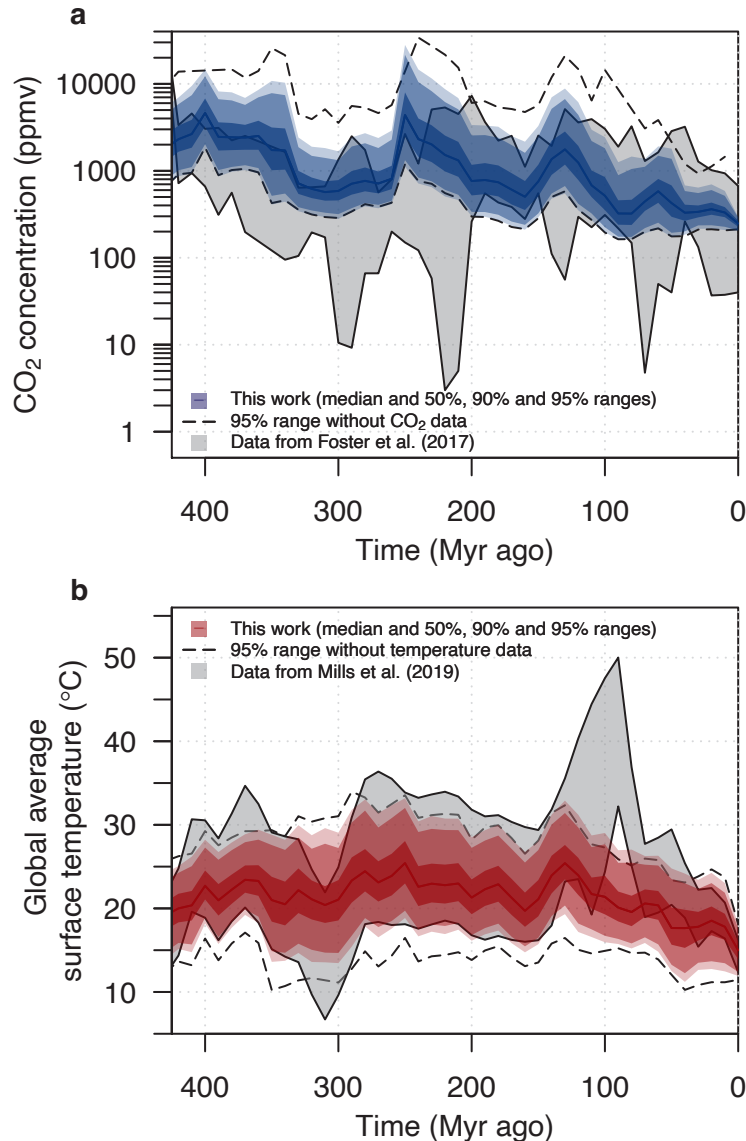 a
CO₂ concentration (ppmv)
10000
1000
100
10
1
This work (median and 50%, 90% and 95% ranges)
95% range without CO₂ data
Data from Foster et al. (2017)
400 300 200 100 0
Time (Myr ago)
b
Global average
surface temperature (°C)
50
40
30
20
10
This work (median and 50%, 90% and 95% ranges)
95% range without temperature data
Data from Mills et al. (2019)
400 300 200 100 0
Time (Myr ago)